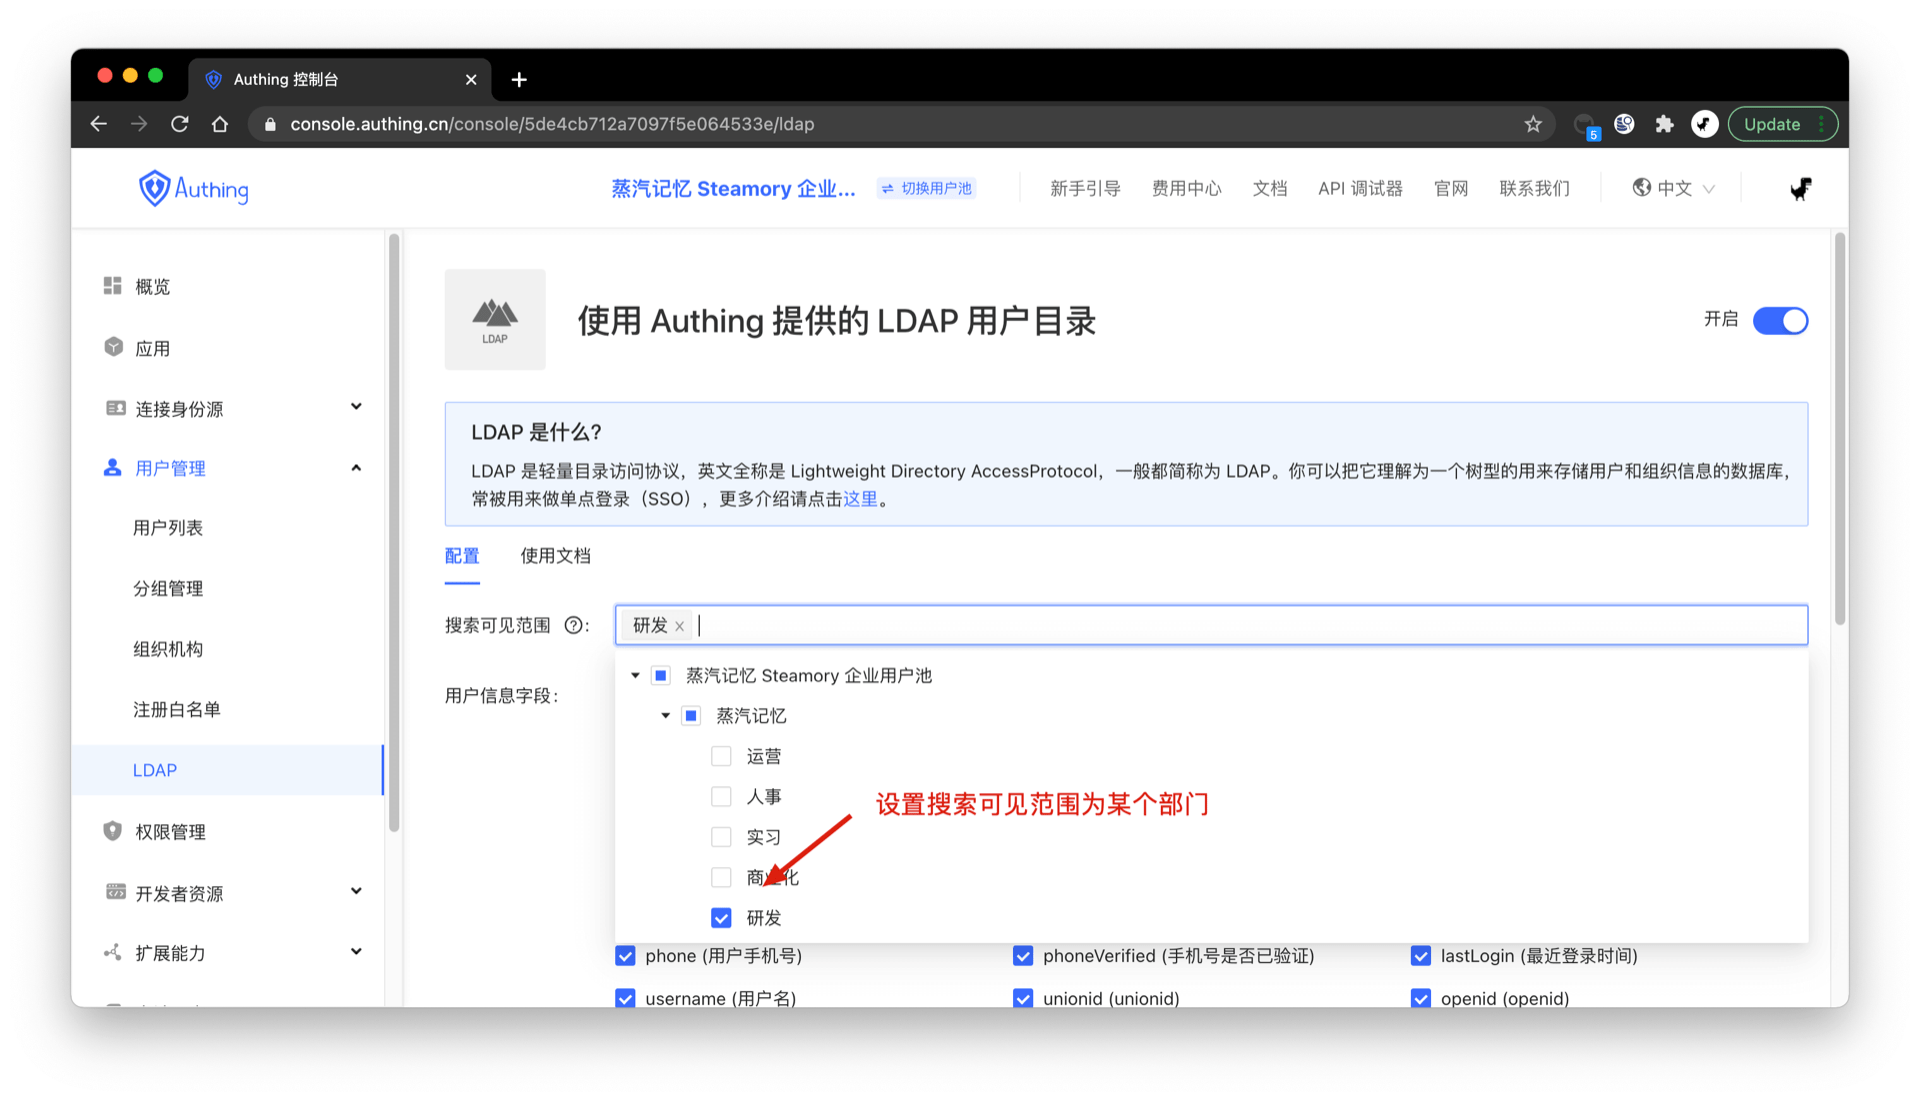 Authing 控制台
console.authing.cn/console/5de4cb712a7097f5e064533e/ldap
5
Update
Authing
蒸汽记忆 Steamory 企业...
切换用户池
新手引导
费用中心
文档
API 调试器
官网
联系我们
中文
概览
应用
连接身份源
用户管理
用户列表
分组管理
组织机构
注册白名单
LDAP
权限管理
开发者资源
扩展能力
LDAP
使用 Authing 提供的 LDAP 用户目录
开启
LDAP 是什么?
LDAP 是轻量目录访问协议，英文全称是 Lightweight Directory AccessProtocol，一般都简称为 LDAP。你可以把它理解为一个树型的用来存储用户和组织信息的数据库，
常被用来做单点登录（SSO），更多介绍请点击这里。
配置
使用文档
搜索可见范围 ?:
研发
用户信息字段:
蒸汽记忆 Steamory 企业用户池
蒸汽记忆
运营
人事
实习
商业化
研发
设置搜索可见范围为某个部门
phone (用户手机号)
phoneVerified (手机号是否已验证)
lastLogin (最近登录时间)
username (用户名)
unionid (unionid)
openid (openid)